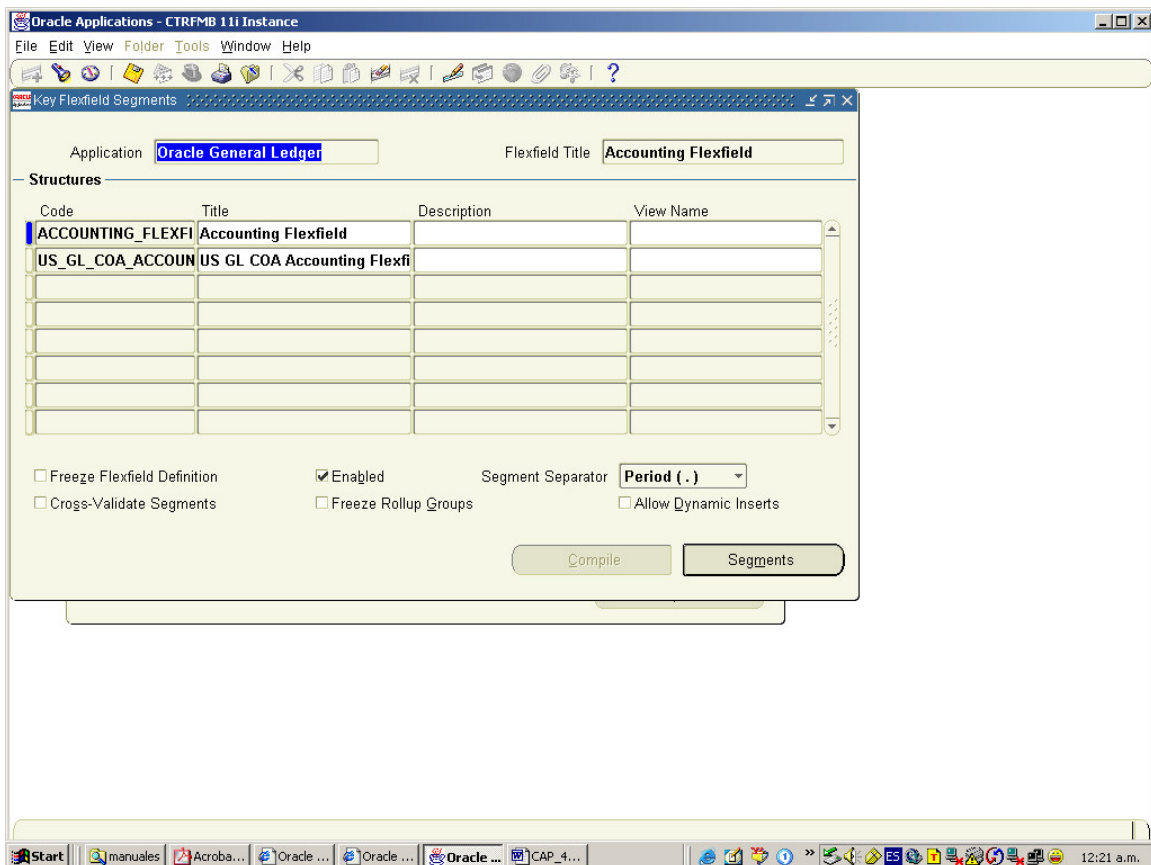 Oracle Applications - CTRFMB 11i Instance
File Edit View Folder Tools Window Help
Key Flexfield Segments
Application Oracle General Ledger Flexfield Title Accounting Flexfield
Structures
Code Title Description View Name
ACCOUNTING_FLEXFI Accounting Flexfield
US_GL_COA_ACCOUN US GL COA Accounting Flexfi
Freeze Flexfield Definition Enabled Segment Separator Period (.)
Cross-Validate Segments Freeze Rollup Groups Allow Dynamic Inserts
Compile Segments
Start manuales Acroba... Oracle ... Oracle ... Oracle ... CAP_4... ES 12:21 a.m.